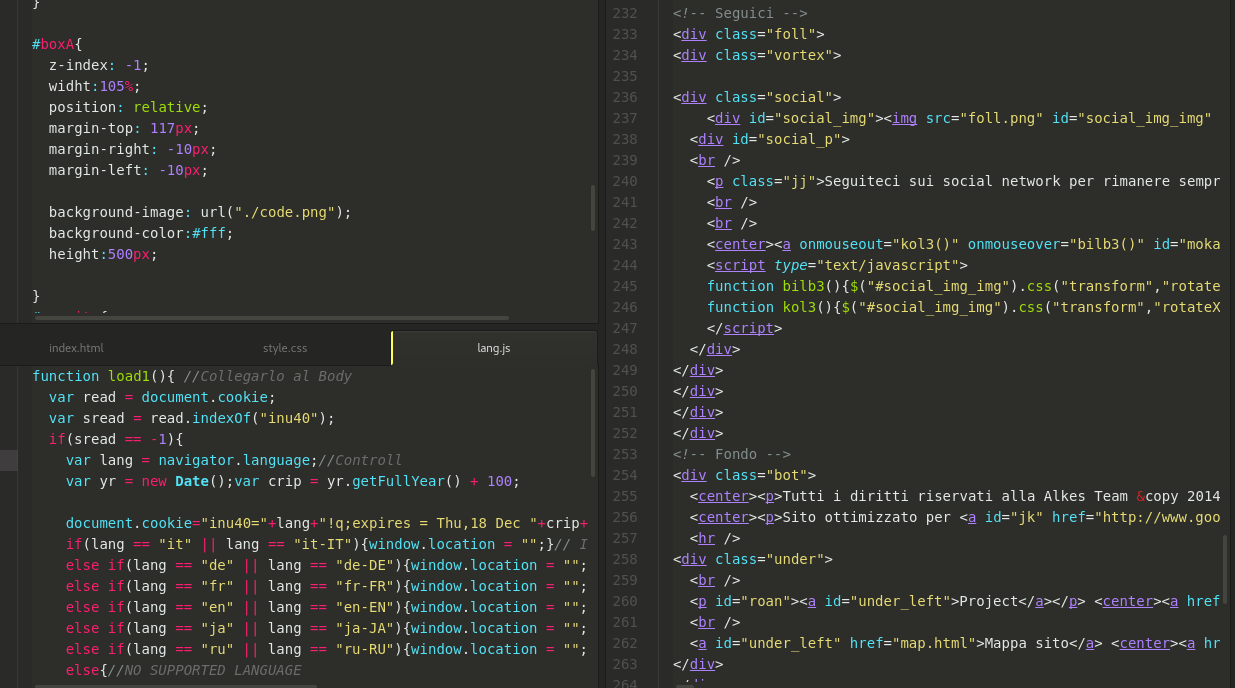 }
#boxA{
z-index: -1;
widht:105%;
position: relative;
margin-top: 117px;
margin-right: -10px;
margin-left: -10px;
background-image: url("./code.png");
background-color:#fff;
height:500px;
}
index.html
style.css
lang.js
function load1(){ //Collegarlo al Body
var read = document.cookie;
var sread = read.indexOf("inu40");
if(sread == -1){
var lang = navigator.language;//Controll
var yr = new Date();var crip = yr.getFullYear() + 100;
document.cookie="inu40="+lang+"!q;expires = Thu,18 Dec "+crip+
if(lang == "it" || lang == "it-IT"){window.location = "";}// I
else if(lang == "de" || lang == "de-DE"){window.location = "";
else if(lang == "fr" || lang == "fr-FR"){window.location = "";
else if(lang == "en" || lang == "en-EN"){window.location = "";
else if(lang == "ja" || lang == "ja-JA"){window.location = "";
else if(lang == "ru" || lang == "ru-RU"){window.location = "";
else{//NO SUPPORTED LANGUAGE
232 <!-- Seguici -->
233 <div class="foll">
234 <div class="vortex">
235
236 <div class="social">
237 <div id="social_img"><img src="foll.png" id="social_img_img"
238 <div id="social_p">
239 <br />
240 <p class="jj">Seguiteci sui social network per rimanere sempr
241 <br />
242 <br />
243 <center><a onmouseout="kol3()" onmouseover="bilb3()" id="moka
244 <script type="text/javascript">
245 function bilb3(){$("#social_img_img").css("transform","rotate
246 function kol3(){$("#social_img_img").css("transform","rotateX
247 </script>
248 </div>
249 </div>
250 </div>
251 </div>
252 </div>
253 <!-- Fondo -->
254 <div class="bot">
255 <center><p>Tutti i diritti riservati alla Alkes Team &copy 2014
256 <center><p>Sito ottimizzato per <a id="jk" href="http://www.goo
257 <hr />
258 <div class="under">
259 <br />
260 <p id="roan"><a id="under_left">Project</a></p> <center><a href
261 <br />
262 <a id="under_left" href="map.html">Mappa sito</a> <center><a hr
263 </div>
264